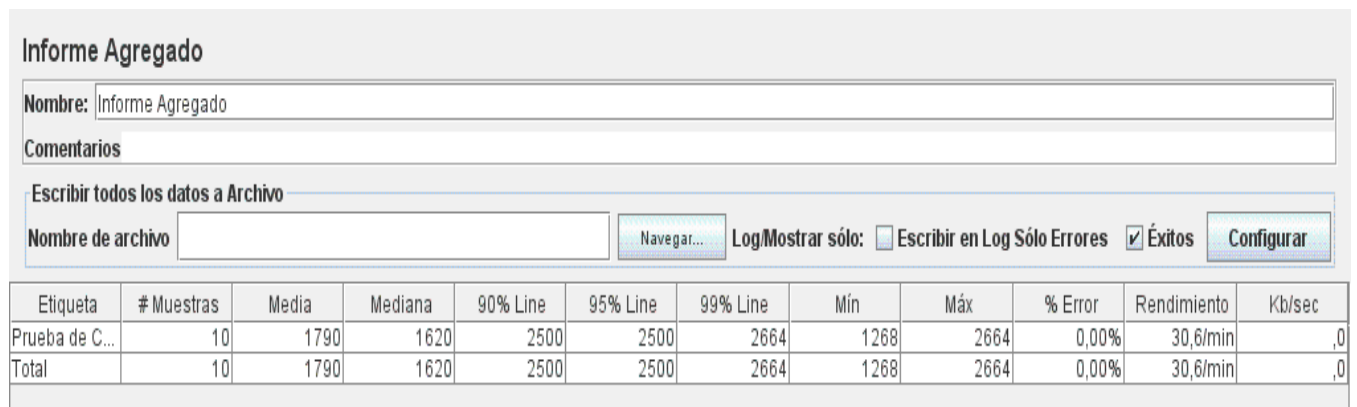 Informe Agregado
Nombre: Informe Agregado
Comentarios
Escribir todos los datos a Archivo
Nombre de archivo Navegar... Log/Mostrar sólo: Escribir en Log Sólo Errores Éxitos Configurar
Etiqueta # Muestras Media Mediana 90% Line 95% Line 99% Line Mín Máx % Error Rendimiento Kb/sec
Prueba de C... 10 1790 1620 2500 2500 2664 1268 2664 0,00% 30,6/min ,0
Total 10 1790 1620 2500 2500 2664 1268 2664 0,00% 30,6/min ,0